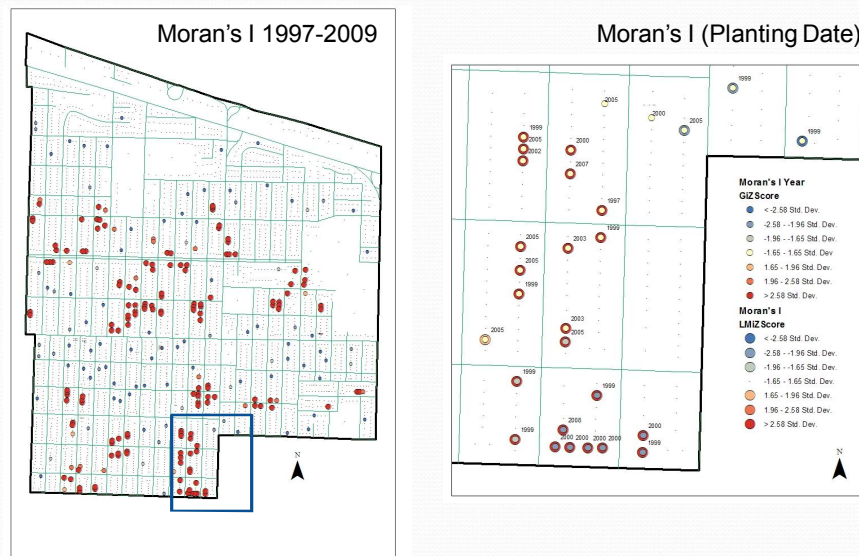 Moran's I 1997-2009
N
Moran's I (Planting Date)
1999
2005
2000
2005
1999
2005
2002
2000
1999
2007
1997
1999
2005
2003
2005
1999
2003
2005
2005
1999
1999
2006
2000
1999
2000 2000 2000 2000
1999
Moran's I Year
GiZScore
< -2.58 Std. Dev.
-2.58 - -1.96 Std. Dev.
-1.96 - -1.65 Std. Dev.
-1.65 - 1.65 Std. Dev.
1.65 - 1.96 Std. Dev.
1.96 - 2.58 Std. Dev.
> 2.58 Std. Dev.
Moran's I
LMiZScore
< -2.58 Std. Dev.
-2.58 - -1.96 Std. Dev.
-1.96 - -1.65 Std. Dev.
-1.65 - 1.65 Std. Dev.
1.65 - 1.96 Std. Dev.
1.96 - 2.58 Std. Dev.
> 2.58 Std. Dev.
N